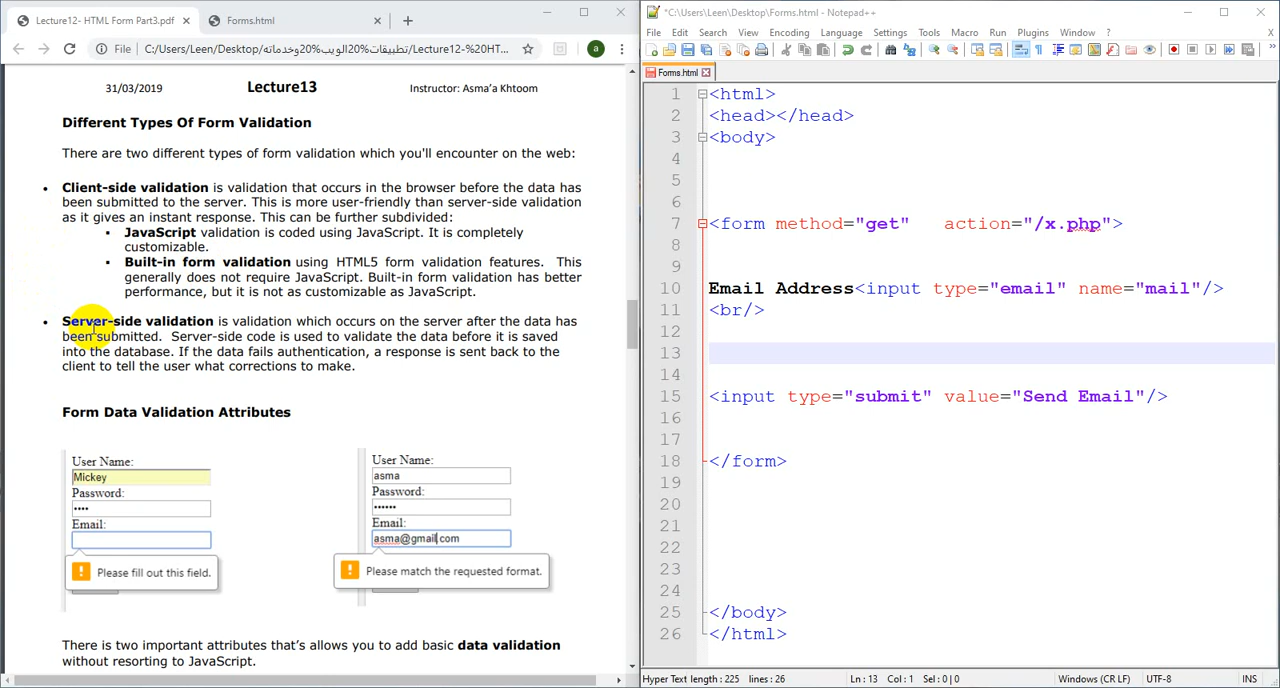 Lecture12- HTML Form Part3.pdf
Forms.html
File
C:/Users/Leen/Desktop/تطبيقات%20الويب%20وخدماته/Lecture12-%20HT...
a
31/03/2019
Lecture13
Instructor: Asma'a Khtoom
Different Types Of Form Validation
There are two different types of form validation which you'll encounter on the web:
• Client-side validation is validation that occurs in the browser before the data has
been submitted to the server. This is more user-friendly than server-side validation
as it gives an instant response. This can be further subdivided:
▪ JavaScript validation is coded using JavaScript. It is completely
customizable.
▪ Built-in form validation using HTML5 form validation features. This
generally does not require JavaScript. Built-in form validation has better
performance, but it is not as customizable as JavaScript.
• Server-side validation is validation which occurs on the server after the data has
been submitted. Server-side code is used to validate the data before it is saved
into the database. If the data fails authentication, a response is sent back to the
client to tell the user what corrections to make.
Form Data Validation Attributes
User Name:
Mickey
Password:
••••
Email:
Please fill out this field.
User Name:
asma
Password:
••••••
Email:
asma@gmail.com
Please match the requested format.
There is two important attributes that's allows you to add basic data validation
without resorting to JavaScript.
*C:\Users\Leen\Desktop\Forms.html - Notepad++
File Edit Search View Encoding Language Settings Tools Macro Run Plugins Window ?
X
Forms.html
1 <html>
2 <head></head>
3 <body>
4
5
6
7 <form method="get" action="/x.php">
8
9
10 Email Address<input type="email" name="mail"/>
11 <br/>
12
13
14
15 <input type="submit" value="Send Email"/>
16
17
18 </form>
19
20
21
22
23
24
25 </body>
26 </html>
Hyper Text length : 225 lines : 26
Ln : 13 Col : 1 Sel : 0 | 0
Windows (CR LF)
UTF-8
INS